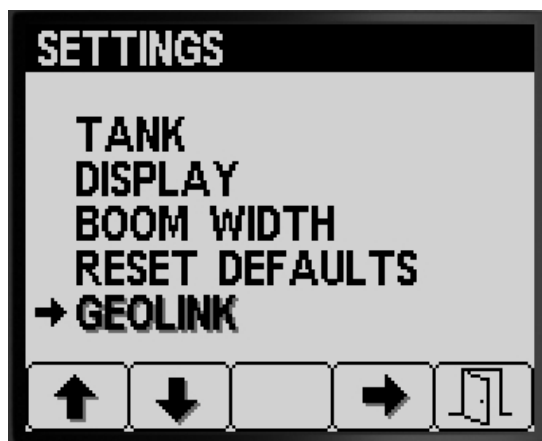 SETTINGS
TANK
DISPLAY
BOOM WIDTH
RESET DEFAULTS
GEOLINK